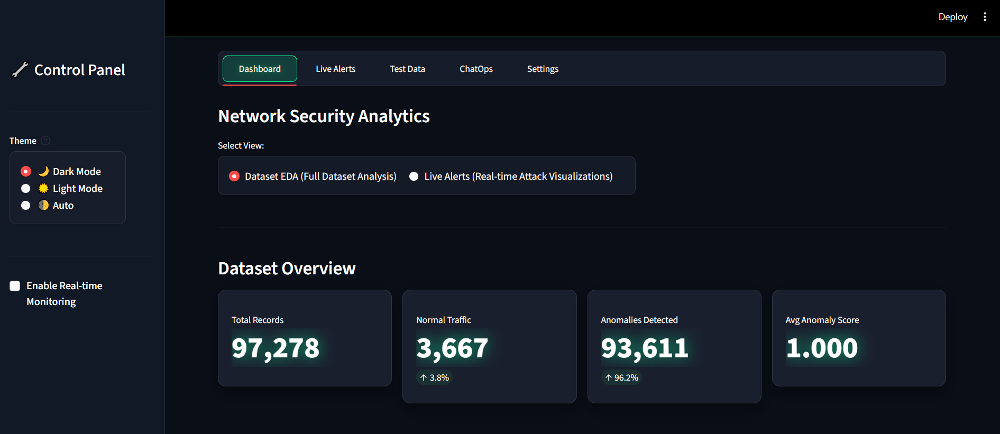 Deploy
Control Panel
Theme
Dark Mode
Light Mode
Auto
Enable Real-time
Monitoring
Dashboard
Live Alerts
Test Data
ChatOps
Settings
Network Security Analytics
Select View:
Dataset EDA (Full Dataset Analysis)
Live Alerts (Real-time Attack Visualizations)
Dataset Overview
Total Records
97,278
Normal Traffic
3,667
↑ 3.8%
Anomalies Detected
93,611
↑ 96.2%
Avg Anomaly Score
1.000